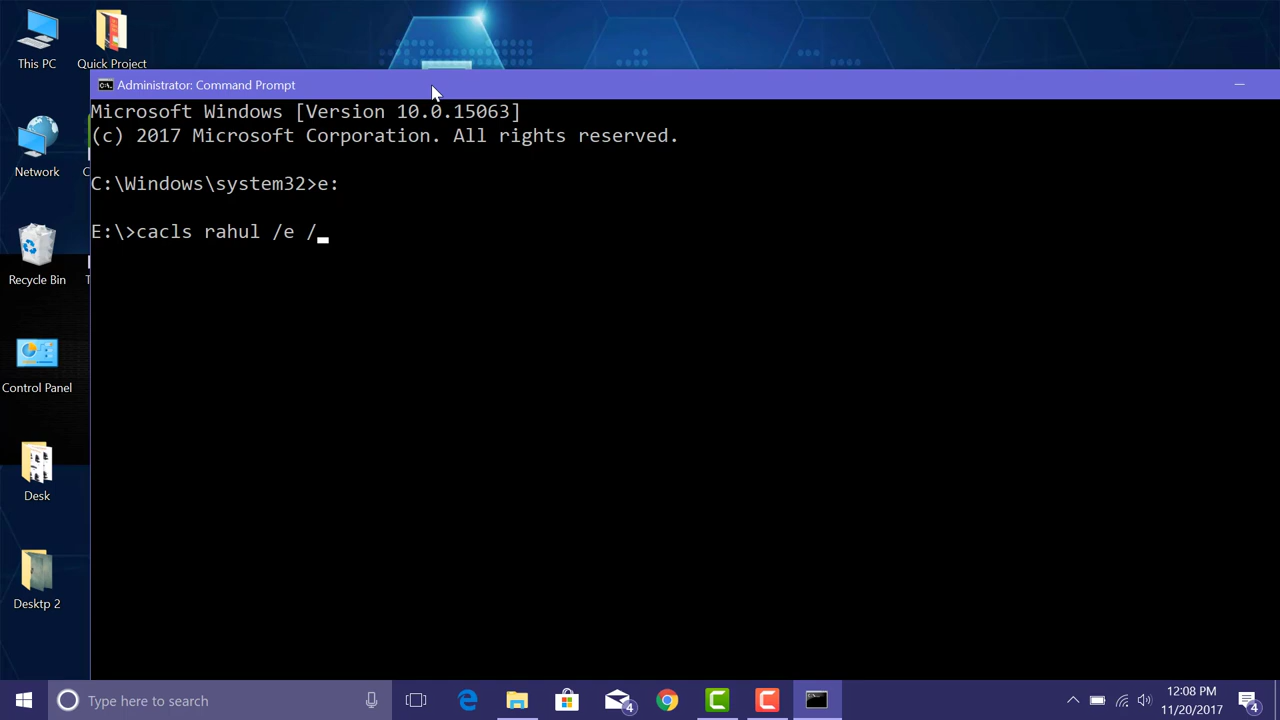 This PC
Quick Project
Administrator: Command Prompt
Microsoft Windows [Version 10.0.15063]
(c) 2017 Microsoft Corporation. All rights reserved.
C:\Windows\system32>e:
E:\>cacls rahul /e /_
Network
C
Recycle Bin
T
Control Panel
Desk
Desktp 2
Type here to search
4
12:08 PM
11/20/2017
4